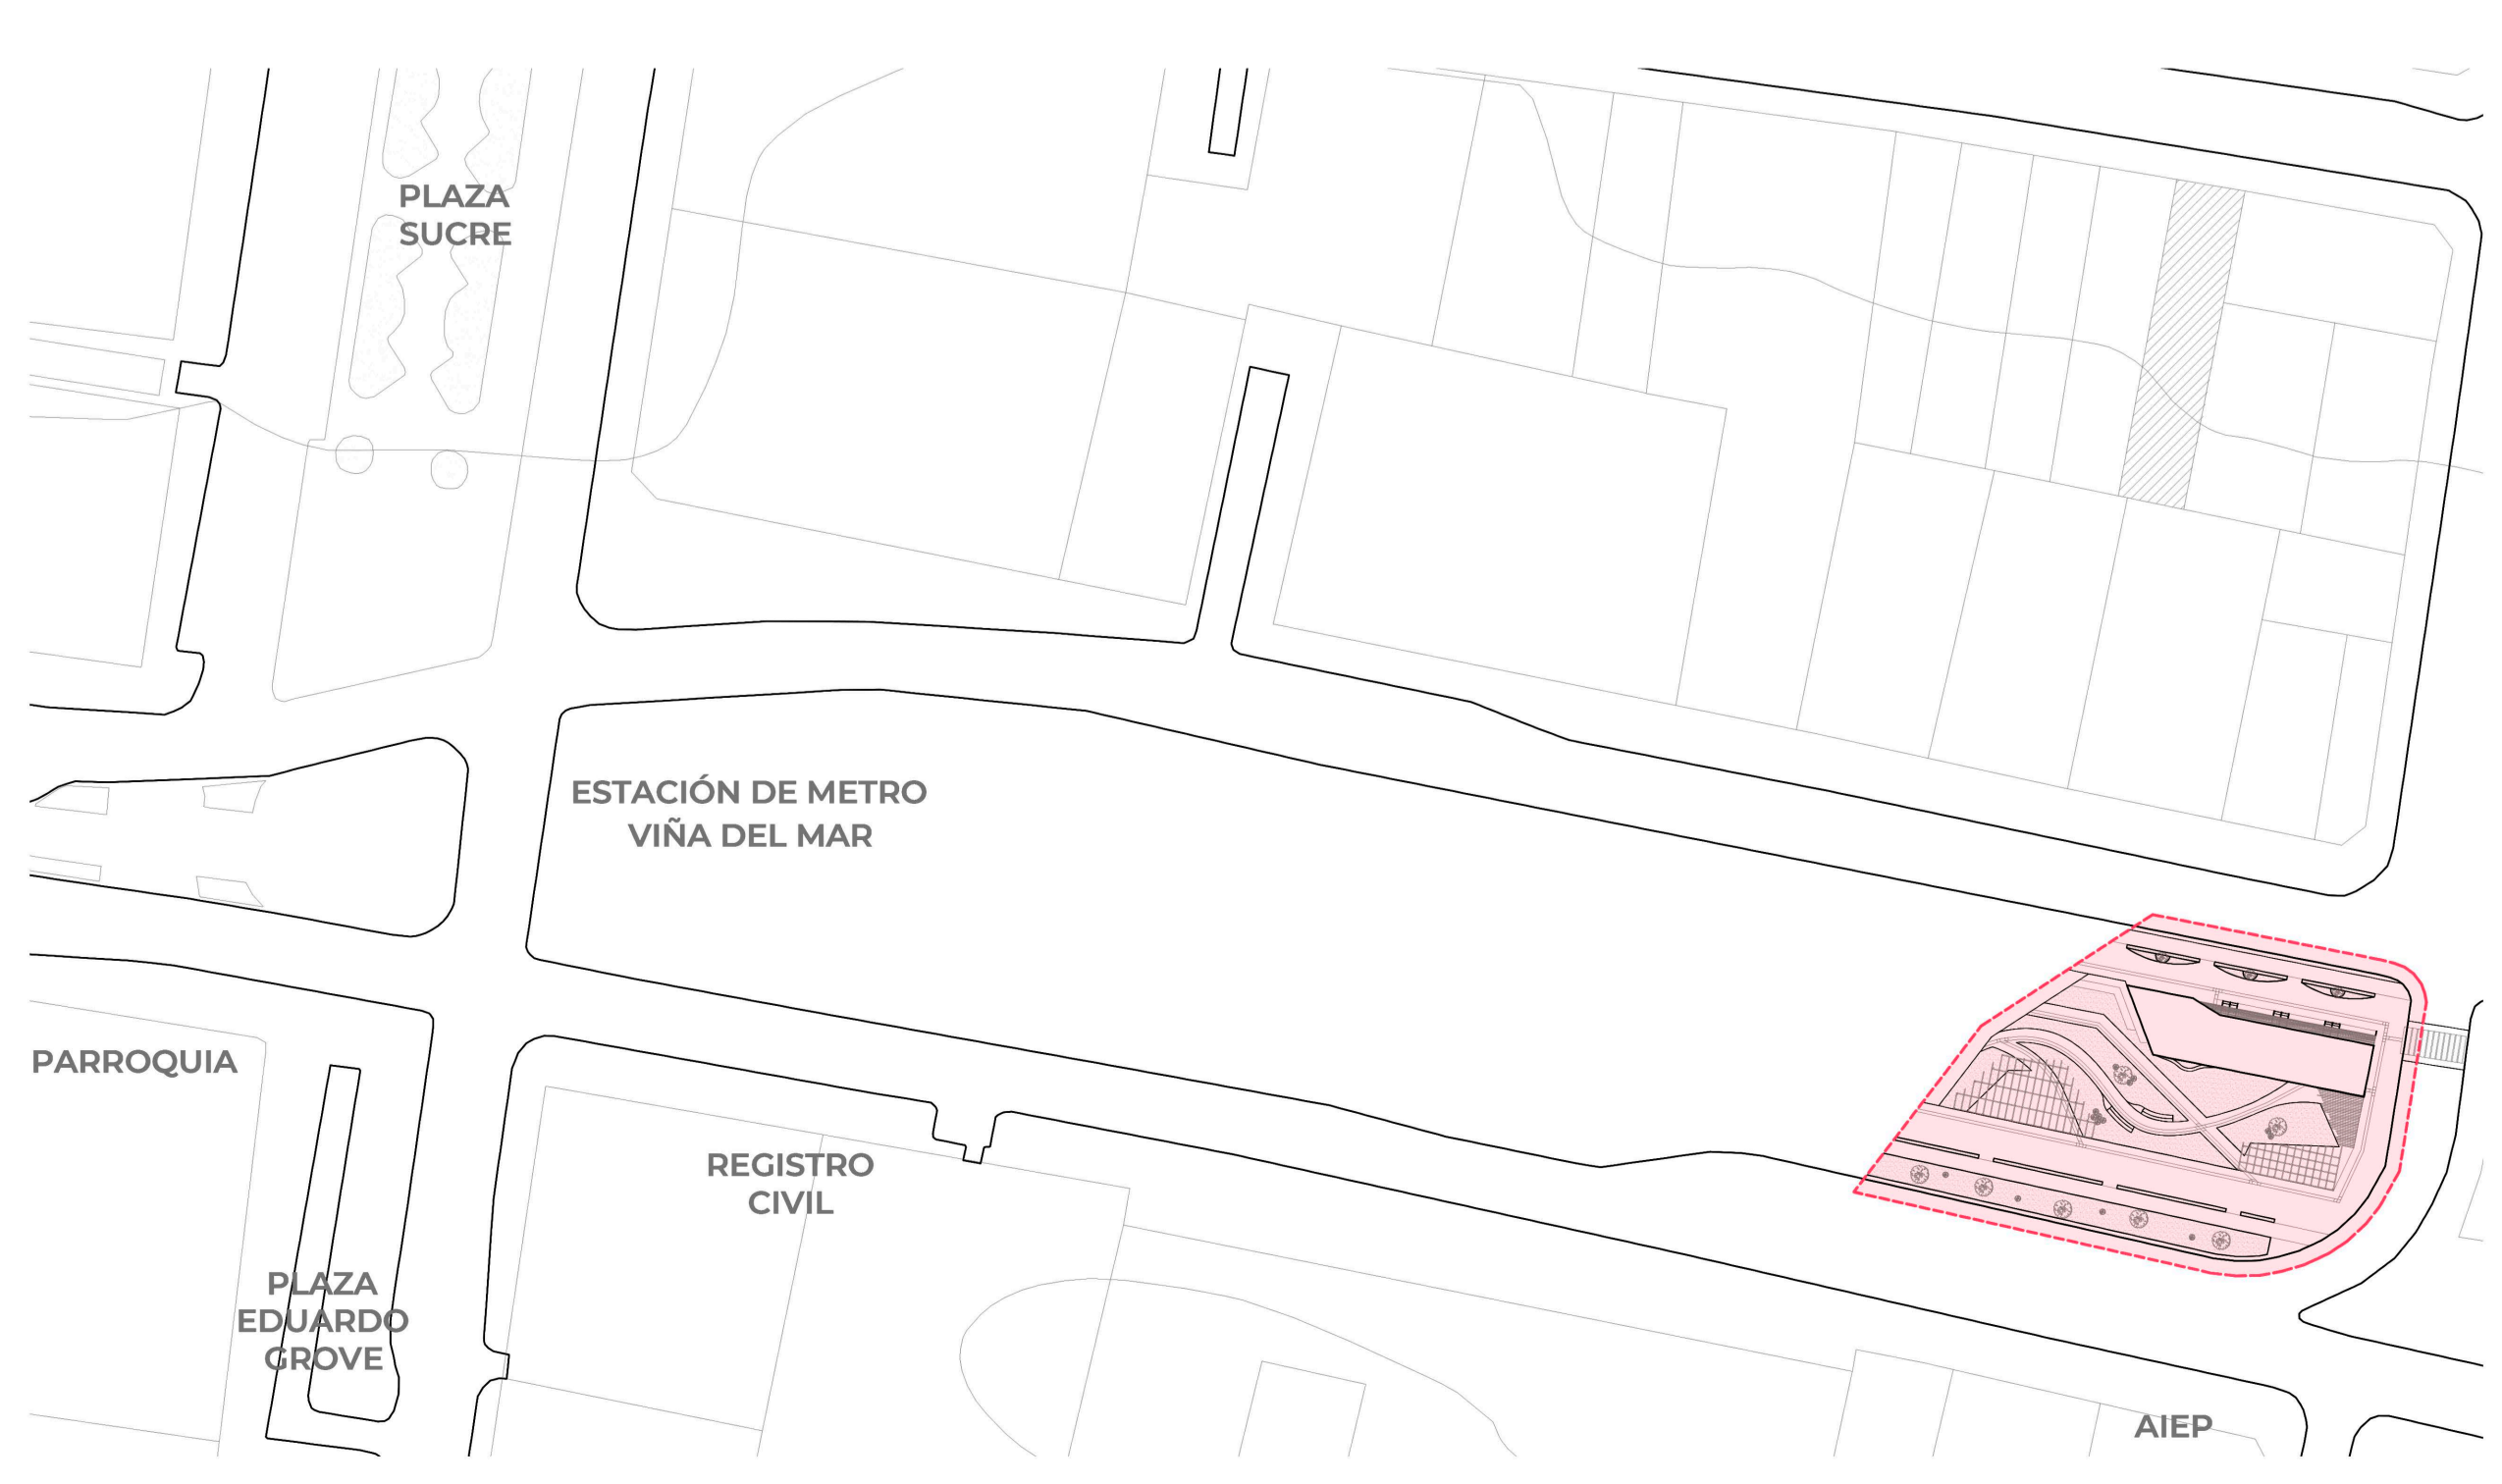 PLAZA
SUCRE
ESTACIÓN DE METRO
VIÑA DEL MAR
PARROQUIA
REGISTRO
CIVIL
PLAZA
EDUARDO
GROVE
AIEP